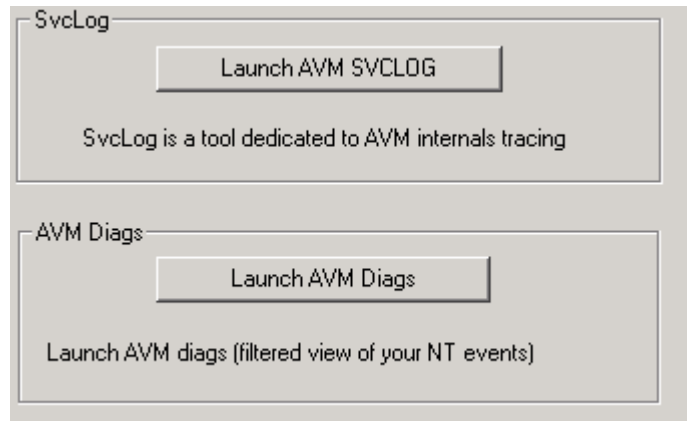 SvcLog
Launch AVM SVCLOG
SvcLog is a tool dedicated to AVM internals tracing
AVM Diags
Launch AVM Diags
Launch AVM diags (filtered view of your NT events)